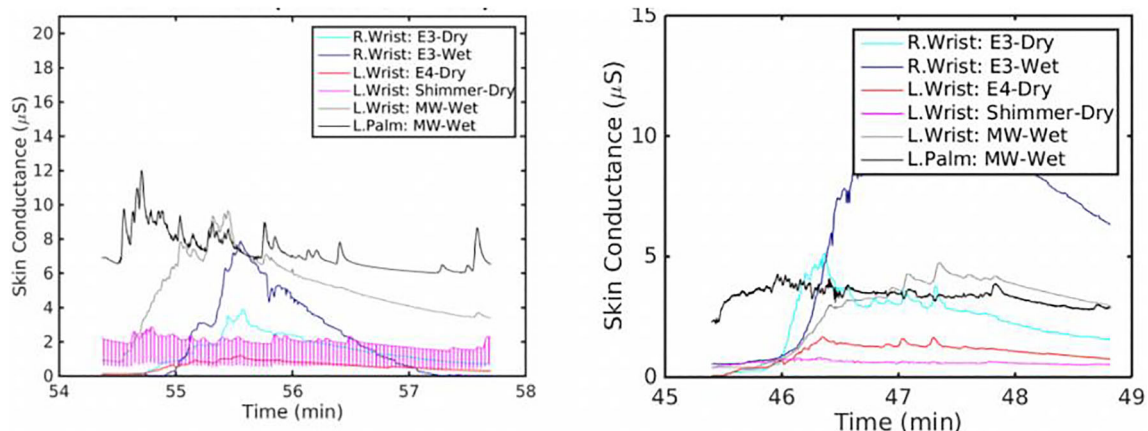 20
18
16
14
12
10
8
6
4
2
0
Skin Conductance (µS)
R.Wrist: E3-Dry
R.Wrist: E3-Wet
L.Wrist: E4-Dry
L.Wrist: Shimmer-Dry
L.Wrist: MW-Wet
L.Palm: MW-Wet
54 55 56 57 58
Time (min)
15
10
5
0
Skin Conductance (µS)
R.Wrist: E3-Dry
R.Wrist: E3-Wet
L.Wrist: E4-Dry
L.Wrist: Shimmer-Dry
L.Wrist: MW-Wet
L.Palm: MW-Wet
45 46 47 48 49
Time (min)